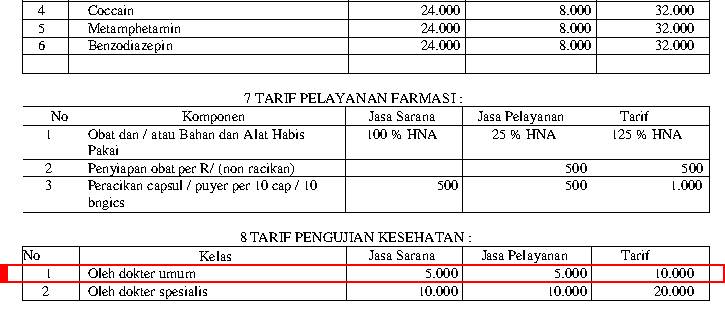 4 Coccain 24.000 8.000 32.000
5 Metamphetamin 24.000 8.000 32.000
6 Benzodiazepin 24.000 8.000 32.000
7 TARIF PELAYANAN FARMASI :
No Komponen Jasa Sarana Jasa Pelayanan Tarif
1 Obat dan / atau Bahan dan Alat Habis 100 % HNA 25 % HNA 125 % HNA
Pakai
2 Penyiapan obat per R/ (non racikan) 500 500
3 Peracikan capsul / puyer per 10 cap / 10 500 500 1.000
bngics
8 TARIF PENGUJIAN KESEHATAN :
No Kelas Jasa Sarana Jasa Pelayanan Tarif
1 Oleh dokter umum 5.000 5.000 10.000
2 Oleh dokter spesialis 10.000 10.000 20.000